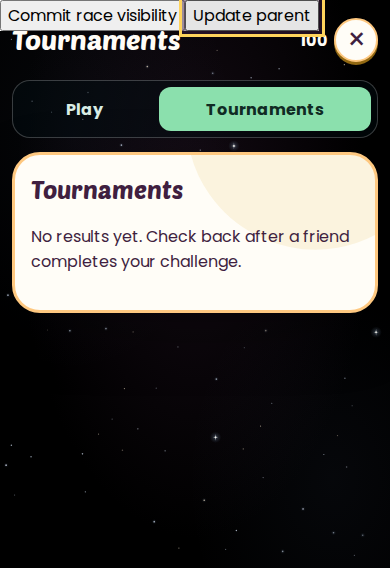 Commit race visibility Update parent
Tournaments 100 ×
Play Tournaments
Tournaments
No results yet. Check back after a friend
completes your challenge.